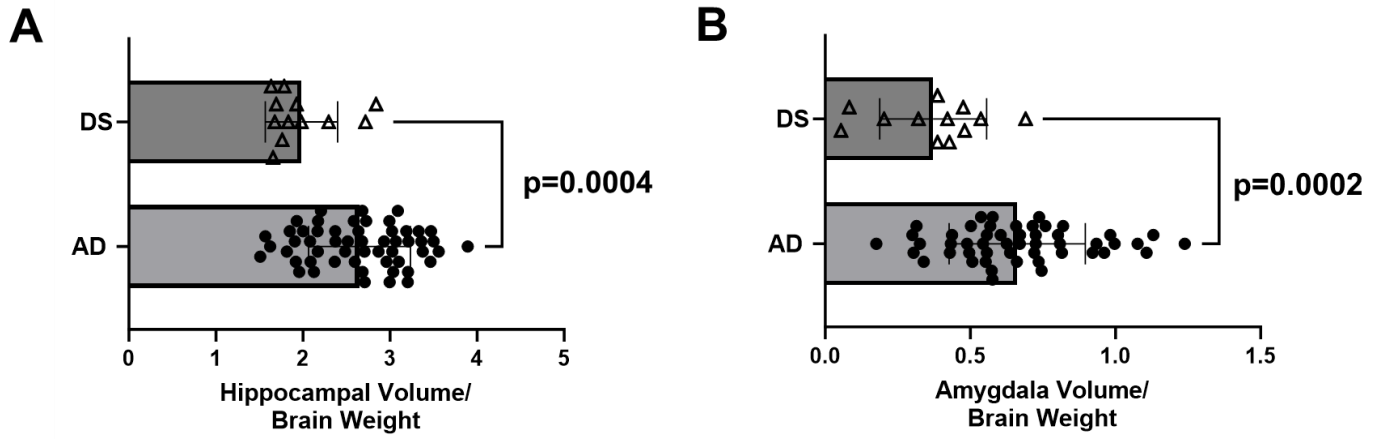 A
DS
AD
p=0.0004
0 1 2 3 4 5
Hippocampal Volume/
Brain Weight
B
DS
AD
p=0.0002
0.0 0.5 1.0 1.5
Amygdala Volume/
Brain Weight